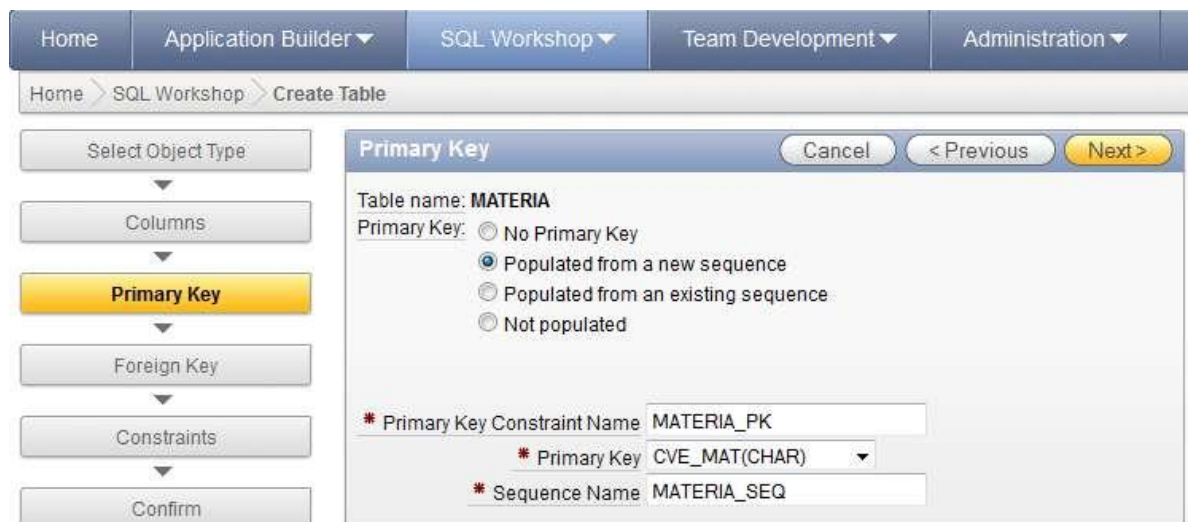 Home Application Builder SQL Workshop Team Development Administration
Home SQL Workshop Create Table
Select Object Type
Columns
Primary Key
Foreign Key
Constraints
Confirm
Primary Key Cancel < Previous Next >
Table name: MATERIA
Primary Key: No Primary Key
Populated from a new sequence
Populated from an existing sequence
Not populated
* Primary Key Constraint Name MATERIA_PK
* Primary Key CVE_MAT(CHAR)
* Sequence Name MATERIA_SEQ